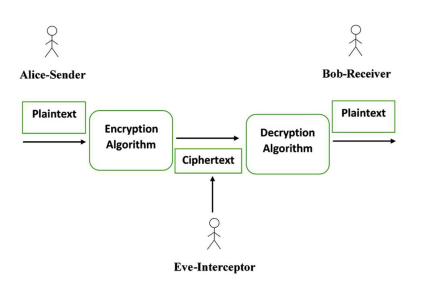 Alice-Sender
Bob-Receiver
Plaintext
Encryption
Algorithm
Ciphertext
Decryption
Algorithm
Plaintext
Eve-Interceptor